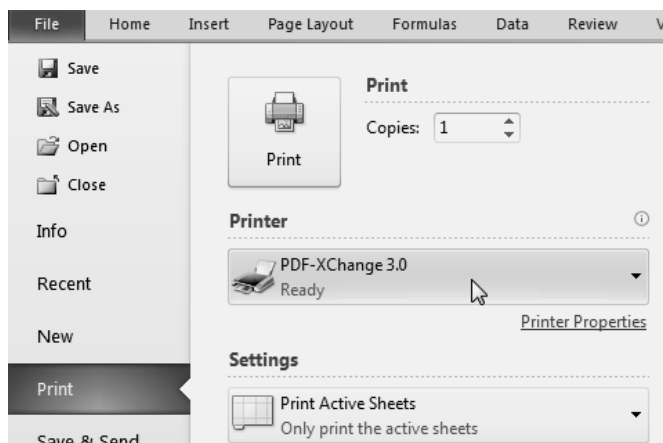 File Home Insert Page Layout Formulas Data Review
Save
Save As
Open
Close
Info
Recent
New
Print
Save & Send
Print
Print
Copies: 1
Printer
PDF-XChange 3.0
Ready
Printer Properties
Settings
Print Active Sheets
Only print the active sheets